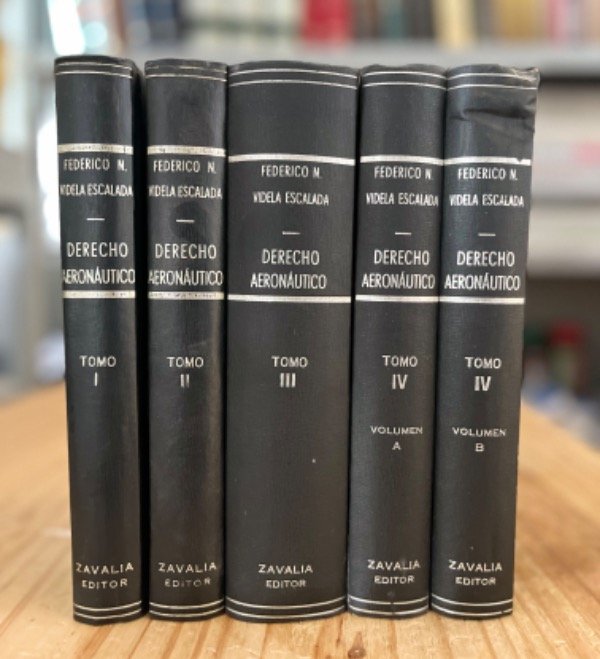 FEDERICO N.
VIDELA ESCALADA
DERECHO
AERONÁUTICO
TOMO
I
ZAVALIA
EDITOR
FEDERICO N.
VIDELA ESCALADA
DERECHO
AERONÁUTICO
TOMO
II
ZAVALIA
EDITOR
FEDERICO N.
VIDELA ESCALADA
DERECHO
AERONÁUTICO
TOMO
III
ZAVALIA
EDITOR
FEDERICO N.
VIDELA ESCALADA
DERECHO
AERONÁUTICO
TOMO
IV
VOLUMEN
A
ZAVALIA
EDITOR
FEDERICO N.
VIDELA ESCALADA
DERECHO
AERONÁUTICO
TOMO
IV
VOLUMEN
B
ZAVALIA
EDITOR